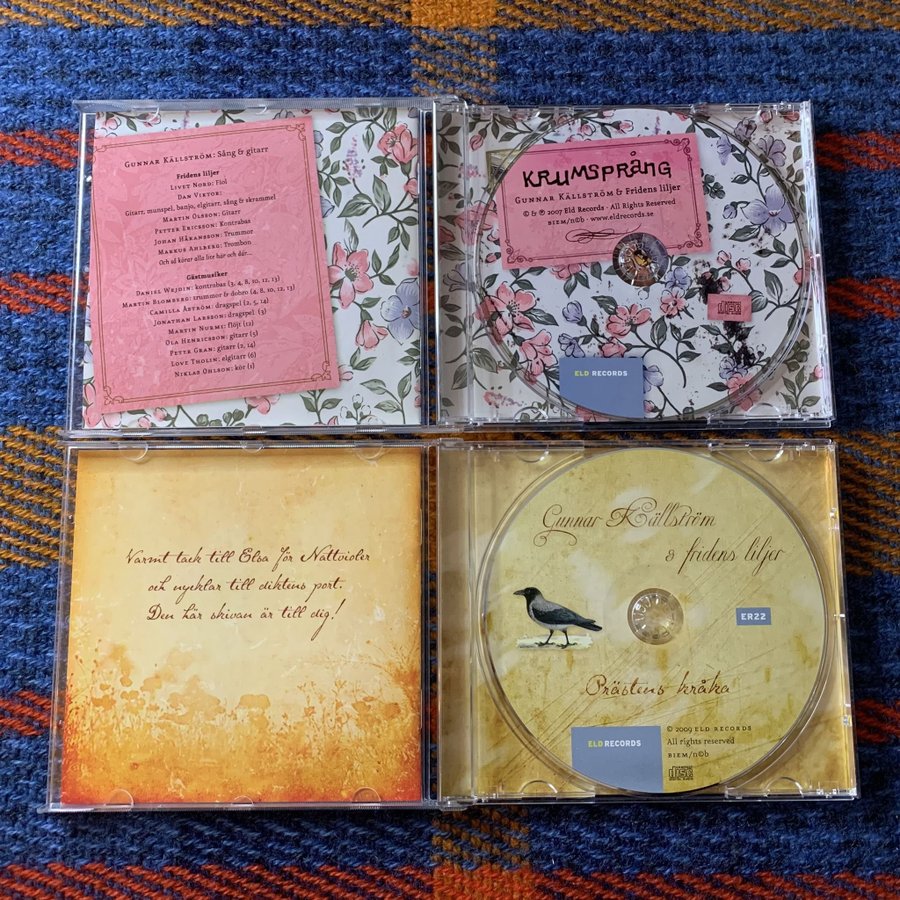 Gunnar Källström: Sång & gitarr
Fridens liljer
Livet Nord: Fiol
Dan Viktor:
Gitarr, munspel, banjo, elgitarr, sång & skrammel
Martin Olsson: Gitarr
Petter Ericsson: Kontrabas
Johan Håkansson: Trummor
Markus Ahlberg: Trombon
Och så körar alla lite här och där...
Gästmusiker
Daniel Wejdin: kontrabas (3, 4, 8, 10, 12, 13)
Martin Blomberg: trummor & dobro (4, 8, 10, 12, 13)
Camilla Åström: dragspel (2, 5, 14)
Jonathan Larsson: dragspel (3)
Martin Nurmi: flöjt (12)
Ola Henricsson: gitarr (5)
Peter Gran: gitarr (2, 14)
Love Tholin: elgitarr (6)
Niklas Ohlson: kör (1)
KRUMSPRÅNG
Gunnar Källström & Fridens liljer
© & ℗ 2007 Eld Records · All Rights Reserved
BIEM/n©b · www.eldrecords.se
ELD RECORDS
Varmt tack till Elsa för Nattvioler
och nycklar till diktens port.
Den här skivan är till dig!
Gunnar Källström
& fridens liljer
ER22
Prästens kråka
ELD RECORDS
© 2009 ELD RECORDS
All rights reserved
BIEM/n©b